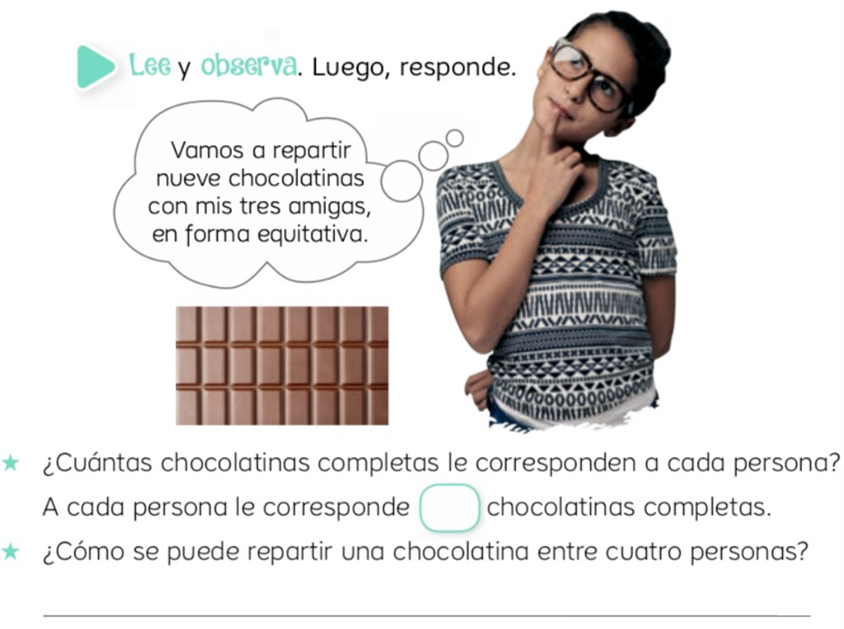 Lee y observa. Luego, responde.
Vamos a repartir
nueve chocolatinas
con mis tres amigas,
en forma equitativa.
¿Cuántas chocolatinas completas le corresponden a cada persona?
A cada persona le corresponde chocolatinas completas.
¿Cómo se puede repartir una chocolatina entre cuatro personas?